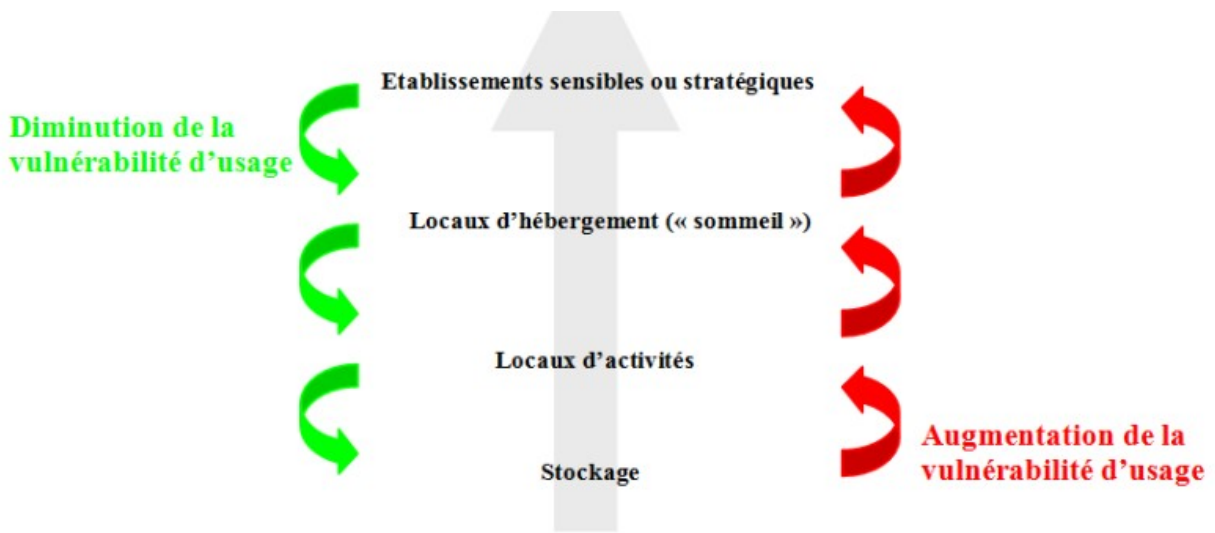 Etablissements sensibles ou stratégiques
Diminution de la
vulnérabilité d’usage
Locaux d’hébergement (« sommeil »)
Locaux d’activités
Augmentation de la
vulnérabilité d’usage
Stockage